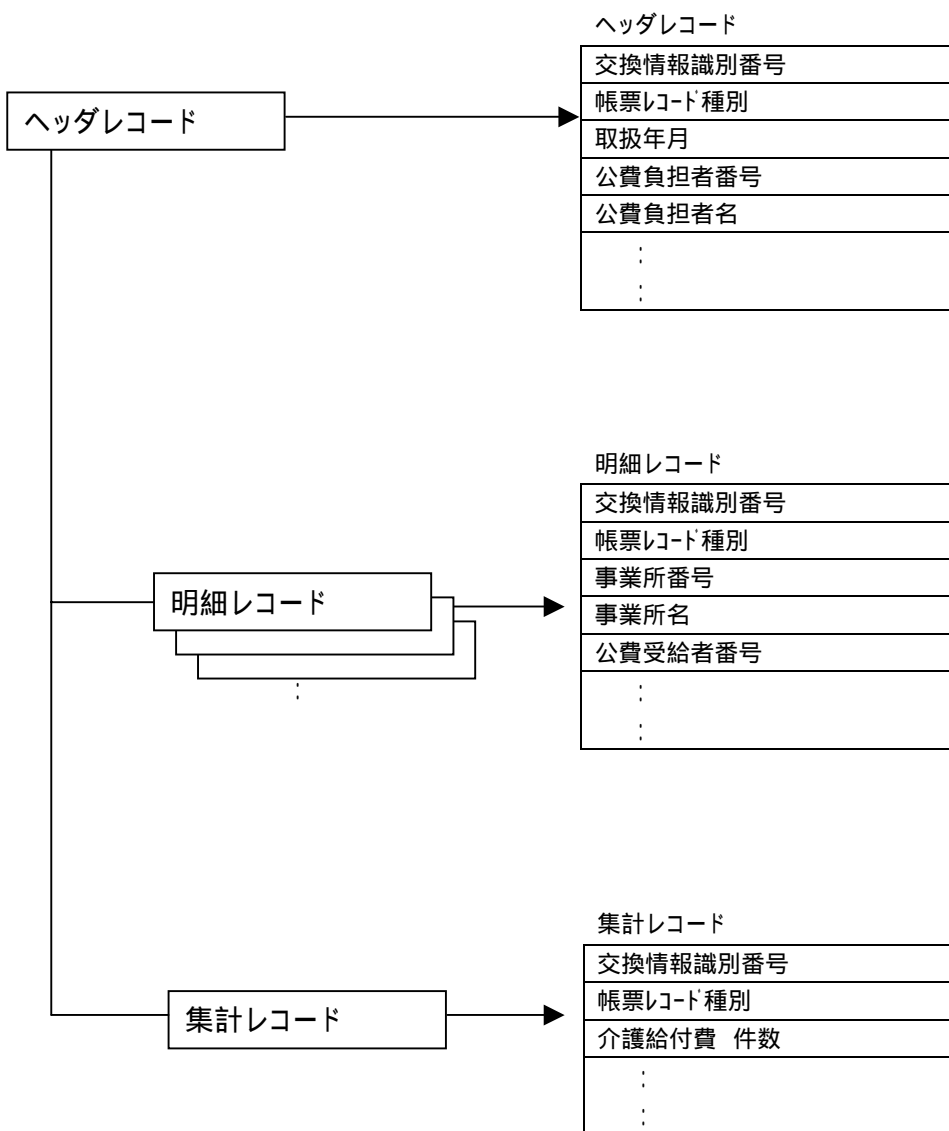 ヘッダレコード
ヘッダレコード
交換情報識別番号
帳票ﾚｺｰﾄﾞ種別
取扱年月
公費負担者番号
公費負担者名
:
:
明細レコード
:
明細レコード
交換情報識別番号
帳票ﾚｺｰﾄﾞ種別
事業所番号
事業所名
公費受給者番号
:
:
集計レコード
集計レコード
交換情報識別番号
帳票ﾚｺｰﾄﾞ種別
介護給付費 件数
:
: